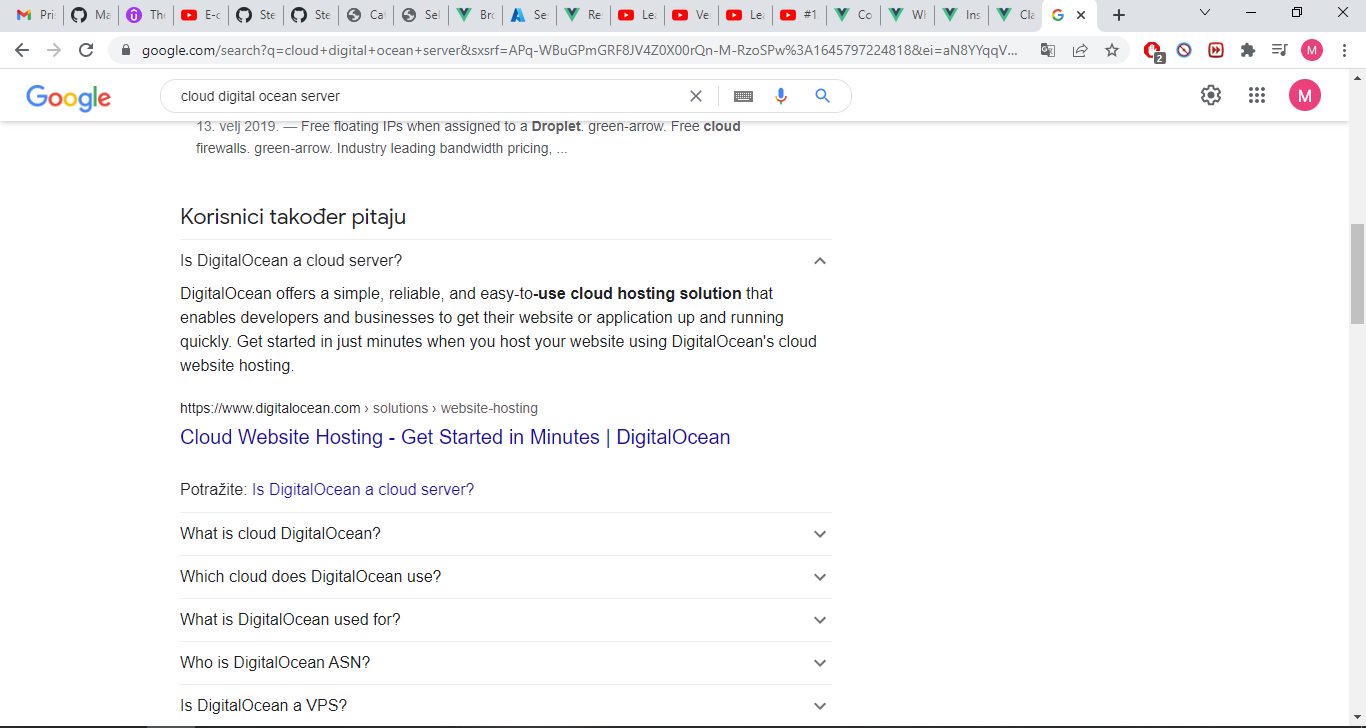 Pri
Ma
The
E-c
Ste
Ste
Cat
Sel
Bro
Se
Re
Lea
Ve
Lea
#1
Co
Wh
Ins
Cla
google.com/search?q=cloud+digital+ocean+server&sxsrf=APq-WBuGPmGRF8JV4Z0X00rQn-M-RzoSPw%3A1645797224818&ei=aN8YYqqV...
2
M
Google
cloud digital ocean server
M
13. velj 2019. — Free floating IPs when assigned to a Droplet. green-arrow. Free cloud
firewalls. green-arrow. Industry leading bandwidth pricing, ...
Korisnici također pitaju
Is DigitalOcean a cloud server?
DigitalOcean offers a simple, reliable, and easy-to-use cloud hosting solution that
enables developers and businesses to get their website or application up and running
quickly. Get started in just minutes when you host your website using DigitalOcean's cloud
website hosting.
https://www.digitalocean.com › solutions › website-hosting
Cloud Website Hosting - Get Started in Minutes | DigitalOcean
Potražite: Is DigitalOcean a cloud server?
What is cloud DigitalOcean?
Which cloud does DigitalOcean use?
What is DigitalOcean used for?
Who is DigitalOcean ASN?
Is DigitalOcean a VPS?